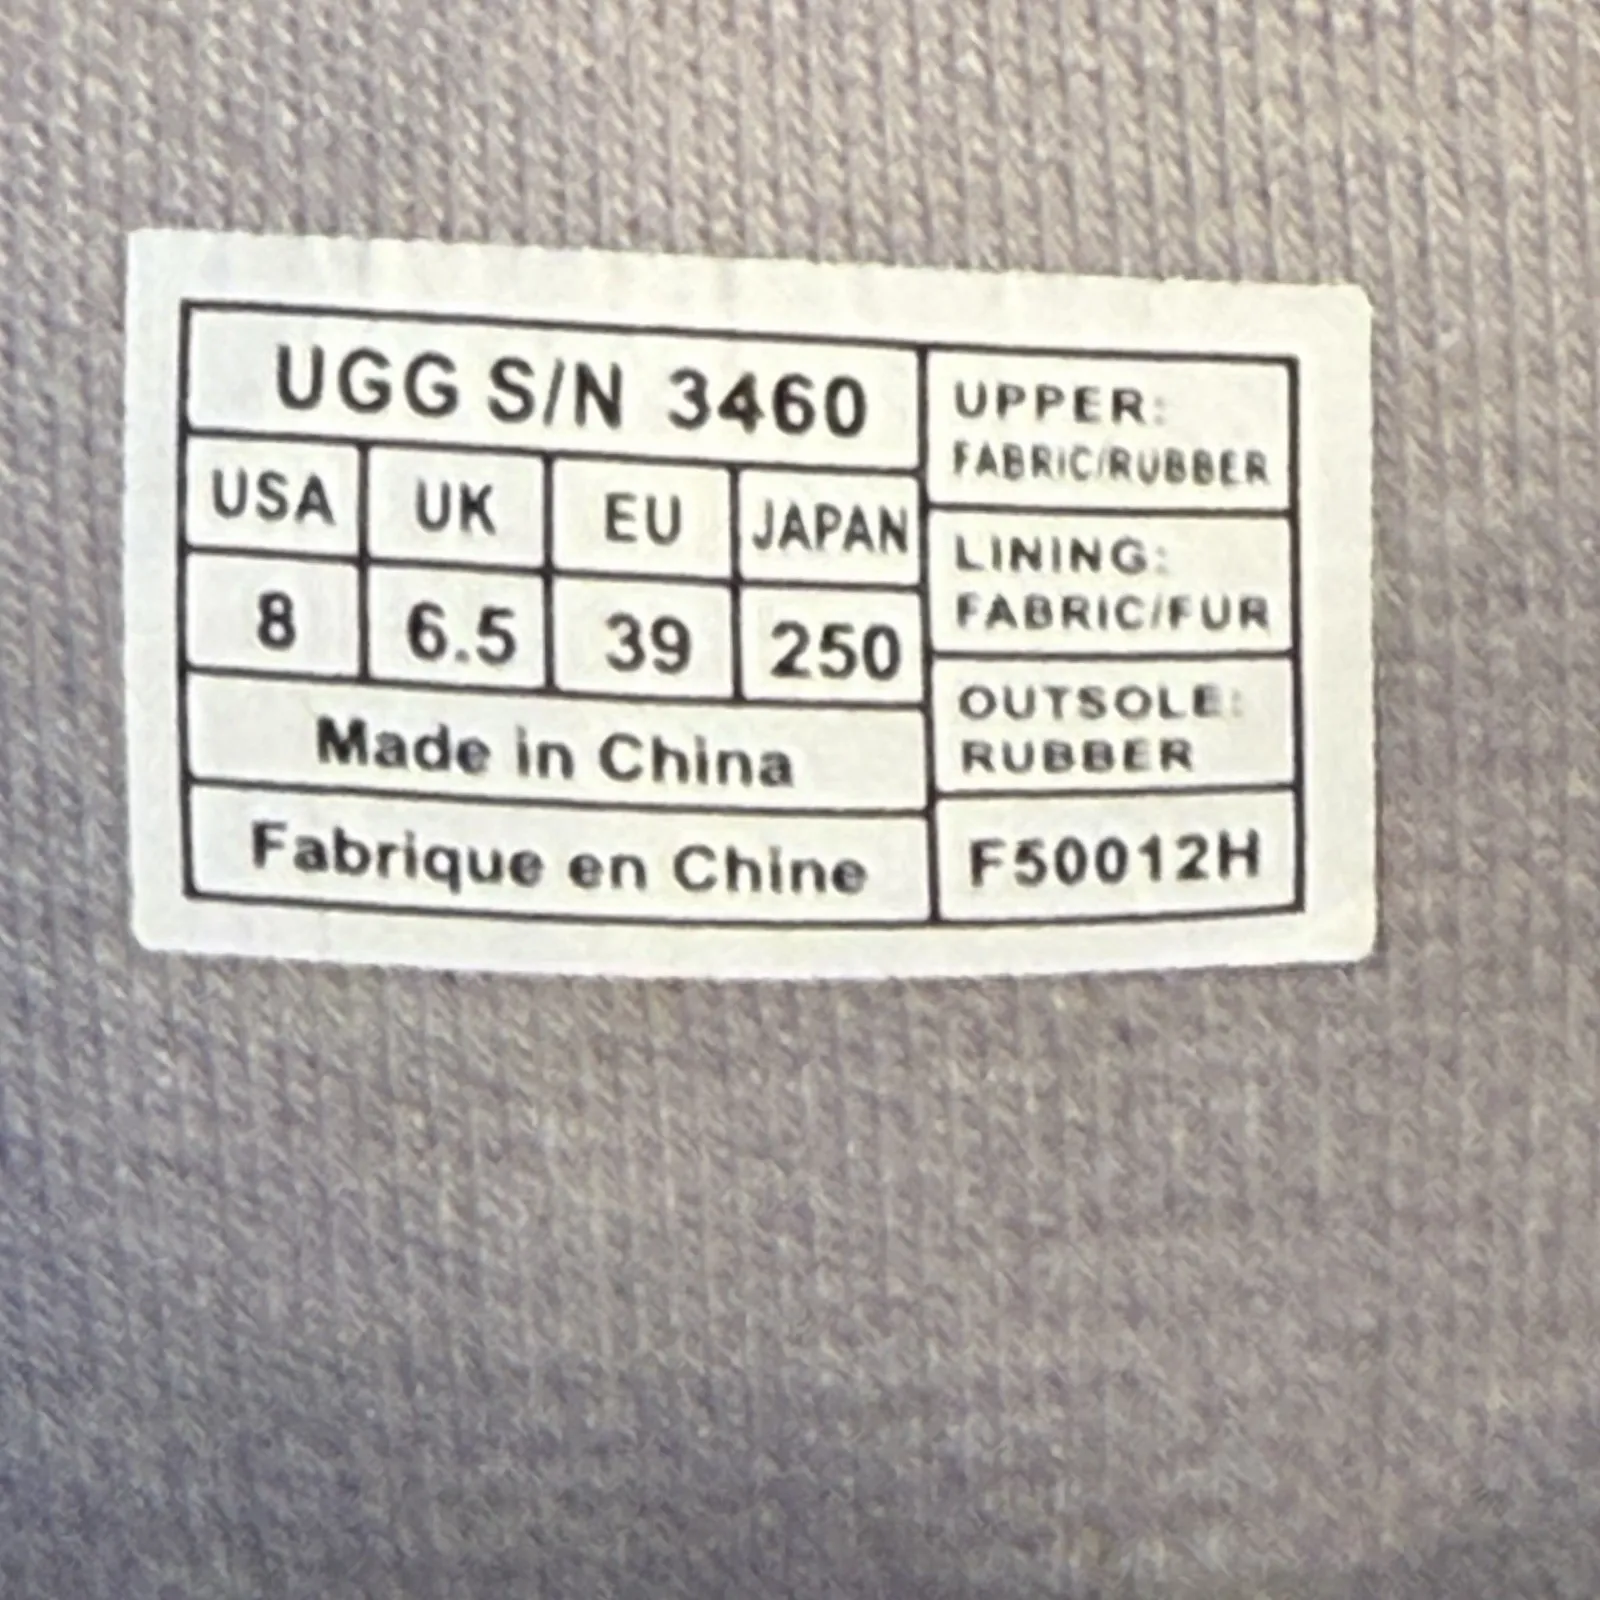 UGG S/N 3460
USA UK EU JAPAN
8 6.5 39 250
Made in China
Fabrique en Chine
UPPER:
FABRIC/RUBBER
LINING:
FABRIC/FUR
OUTSOLE:
RUBBER
F50012H